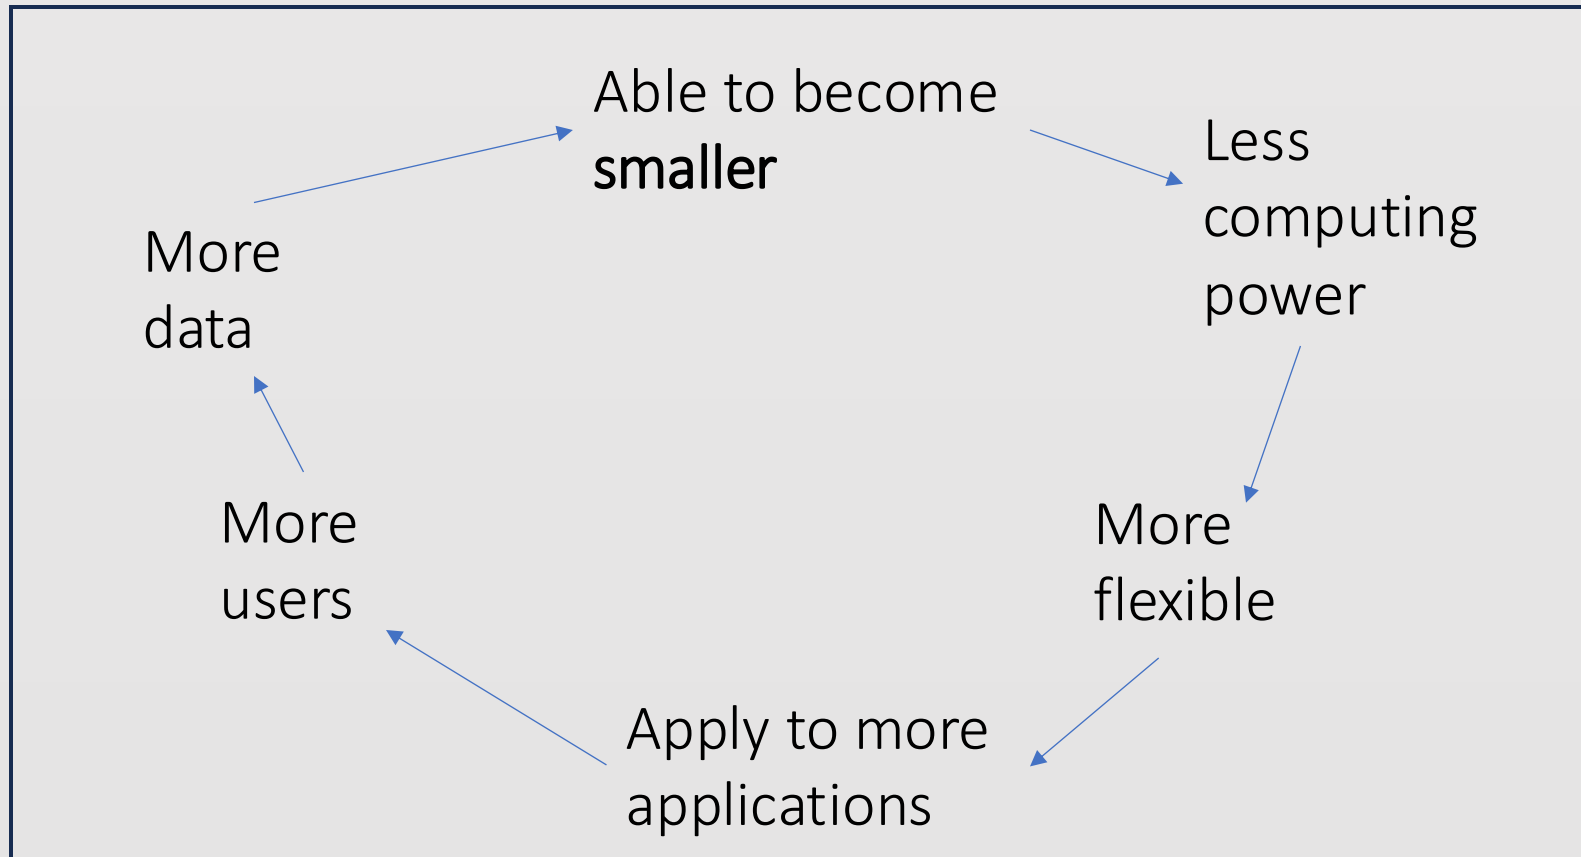 Able to become
smaller
Less
computing
power
More
flexible
Apply to more
applications
More
users
More
data